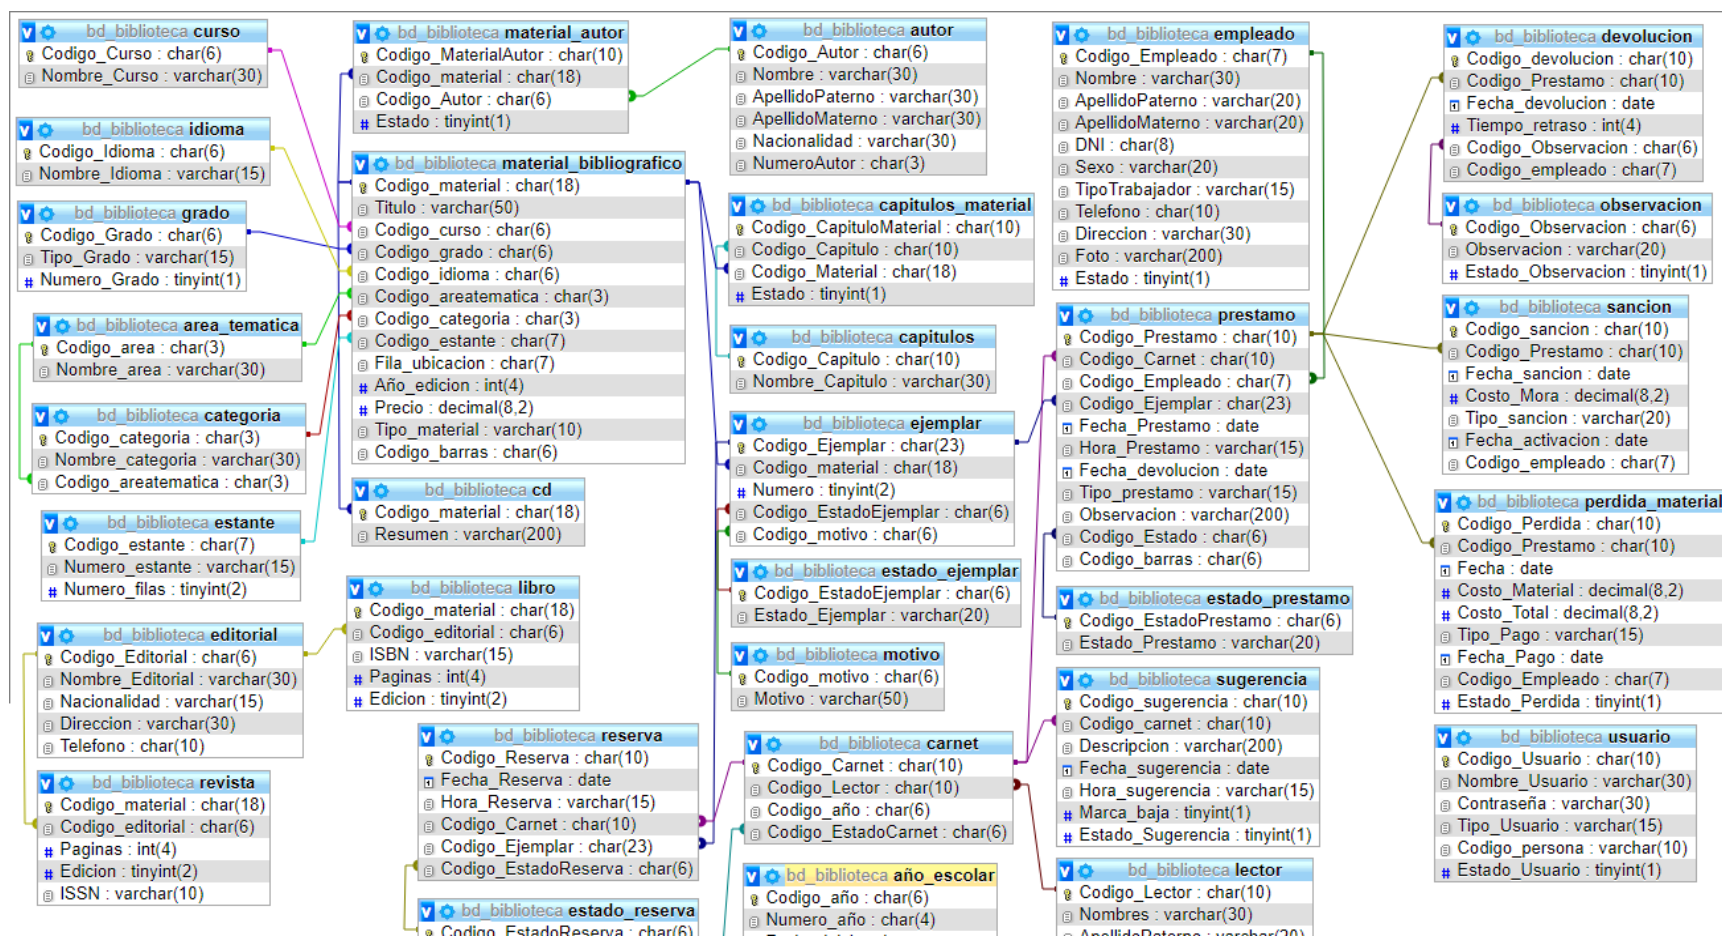 bd_biblioteca curso
Codigo_Curso : char(6)
Nombre_Curso : varchar(30)
bd_biblioteca idioma
Codigo_Idioma : char(6)
Nombre_Idioma : varchar(15)
bd_biblioteca grado
Codigo_Grado : char(6)
Tipo_Grado : varchar(15)
# Numero_Grado : tinyint(1)
bd_biblioteca area_tematica
Codigo_area : char(3)
Nombre_area : varchar(30)
bd_biblioteca categoria
Codigo_categoria : char(3)
Nombre_categoria : varchar(30)
Codigo_areatematica : char(3)
bd_biblioteca estante
Codigo_estante : char(7)
Numero_estante : varchar(15)
# Numero_filas : tinyint(2)
bd_biblioteca editorial
Codigo_Editorial : char(6)
Nombre_Editorial : varchar(30)
Nacionalidad : varchar(15)
Direccion : varchar(30)
Telefono : char(10)
bd_biblioteca revista
Codigo_material : char(18)
Codigo_editorial : char(6)
# Paginas : int(4)
# Edicion : tinyint(2)
ISSN : varchar(10)
bd_biblioteca material_autor
Codigo_MaterialAutor : char(10)
Codigo_material : char(18)
Codigo_Autor : char(6)
# Estado : tinyint(1)
bd_biblioteca material_bibliografico
Codigo_material : char(18)
Titulo : varchar(50)
Codigo_curso : char(6)
Codigo_grado : char(6)
Codigo_idioma : char(6)
Codigo_areatematica : char(3)
Codigo_categoria : char(3)
Codigo_estante : char(7)
Fila_ubicacion : char(7)
# Año_edicion : int(4)
# Precio : decimal(8,2)
Tipo_material : varchar(10)
Codigo_barras : char(6)
bd_biblioteca cd
Codigo_material : char(18)
Resumen : varchar(200)
bd_biblioteca libro
Codigo_material : char(18)
Codigo_editorial : char(6)
ISBN : varchar(15)
# Paginas : int(4)
# Edicion : tinyint(2)
bd_biblioteca reserva
Codigo_Reserva : char(10)
Fecha_Reserva : date
Hora_Reserva : varchar(15)
Codigo_Carnet : char(10)
Codigo_Ejemplar : char(23)
Codigo_EstadoReserva : char(6)
bd_biblioteca estado_reserva
Codigo_EstadoReserva : char(6)
bd_biblioteca autor
Codigo_Autor : char(6)
Nombre : varchar(30)
ApellidoPaterno : varchar(30)
ApellidoMaterno : varchar(30)
Nacionalidad : varchar(30)
NumeroAutor : char(3)
bd_biblioteca capitulos_material
Codigo_CapituloMaterial : char(10)
Codigo_Capitulo : char(10)
Codigo_Material : char(18)
# Estado : tinyint(1)
bd_biblioteca capitulos
Codigo_Capitulo : char(10)
Nombre_Capitulo : varchar(30)
bd_biblioteca ejemplar
Codigo_Ejemplar : char(23)
Codigo_material : char(18)
# Numero : tinyint(2)
Codigo_EstadoEjemplar : char(6)
Codigo_motivo : char(6)
bd_biblioteca estado_ejemplar
Codigo_EstadoEjemplar : char(6)
Estado_Ejemplar : varchar(20)
bd_biblioteca motivo
Codigo_motivo : char(6)
Motivo : varchar(50)
bd_biblioteca carnet
Codigo_Carnet : char(10)
Codigo_Lector : char(10)
Codigo_año : char(6)
Codigo_EstadoCarnet : char(6)
bd_biblioteca año_escolar
Codigo_año : char(6)
Numero_año : char(4)
bd_biblioteca empleado
Codigo_Empleado : char(7)
Nombre : varchar(30)
ApellidoPaterno : varchar(20)
ApellidoMaterno : varchar(20)
DNI : char(8)
Sexo : varchar(20)
TipoTrabajador : varchar(15)
Telefono : char(10)
Direccion : varchar(30)
Foto : varchar(200)
# Estado : tinyint(1)
bd_biblioteca prestamo
Codigo_Prestamo : char(10)
Codigo_Carnet : char(10)
Codigo_Empleado : char(7)
Codigo_Ejemplar : char(23)
Fecha_Prestamo : date
Hora_Prestamo : varchar(15)
Fecha_devolucion : date
Tipo_prestamo : varchar(15)
Observacion : varchar(200)
Codigo_Estado : char(6)
Codigo_barras : char(6)
bd_biblioteca estado_prestamo
Codigo_EstadoPrestamo : char(6)
Estado_Prestamo : varchar(20)
bd_biblioteca sugerencia
Codigo_sugerencia : char(10)
Codigo_carnet : char(10)
Descripcion : varchar(200)
Fecha_sugerencia : date
Hora_sugerencia : varchar(15)
# Marca_baja : tinyint(1)
# Estado_Sugerencia : tinyint(1)
bd_biblioteca lector
Codigo_Lector : char(10)
Nombres : varchar(30)
ApellidoPaterno : varchar(20)
bd_biblioteca devolucion
Codigo_devolucion : char(10)
Codigo_Prestamo : char(10)
Fecha_devolucion : date
# Tiempo_retraso : int(4)
Codigo_Observacion : char(6)
Codigo_empleado : char(7)
bd_biblioteca observacion
Codigo_Observacion : char(6)
Observacion : varchar(20)
# Estado_Observacion : tinyint(1)
bd_biblioteca sancion
Codigo_sancion : char(10)
Codigo_Prestamo : char(10)
Fecha_sancion : date
# Costo_Mora : decimal(8,2)
Tipo_sancion : varchar(20)
Fecha_activacion : date
Codigo_empleado : char(7)
bd_biblioteca perdida_material
Codigo_Perdida : char(10)
Codigo_Prestamo : char(10)
Fecha : date
# Costo_Material : decimal(8,2)
# Costo_Total : decimal(8,2)
Tipo_Pago : varchar(15)
Fecha_Pago : date
Codigo_Empleado : char(7)
# Estado_Perdida : tinyint(1)
bd_biblioteca usuario
Codigo_Usuario : char(10)
Nombre_Usuario : varchar(30)
Contraseña : varchar(30)
Tipo_Usuario : varchar(15)
Codigo_persona : varchar(10)
# Estado_Usuario : tinyint(1)